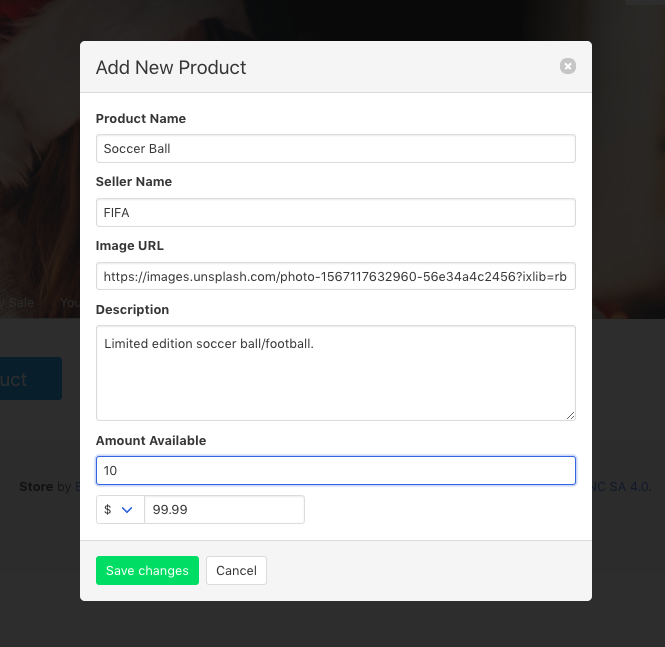 Add New Product
Product Name
Soccer Ball
Seller Name
FIFA
Image URL
https://images.unsplash.com/photo-1567117632960-56e34a4c2456?ixlib=rb
y Sale You
Description
Limited edition soccer ball/football.
uct
Amount Available
10
Store by
NC SA 4.0.
$ 99.99
Save changes Cancel